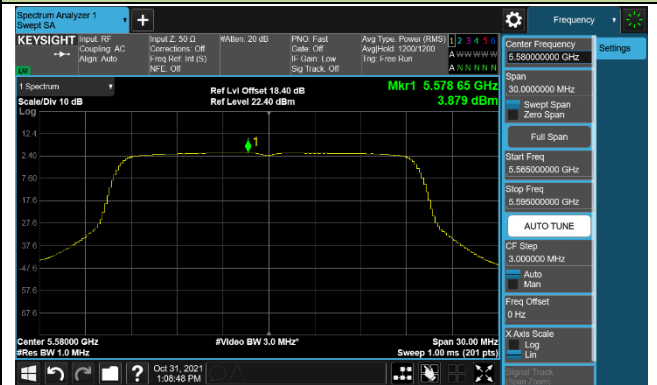 Spectrum Analyzer 1
Swept SA
+
Frequency
KEYSIGHT
Input: RF
Coupling: AC
Align: Auto
Input Z: 50 Ω
Corrections: Off
Freq Ref: Int (S)
NFE: Off
#Atten: 20 dB
PNO: Fast
Gate: Off
IF Gain: Low
Sig Track: Off
Avg Type: Power (RMS)
Avg|Hold: 1200/1200
Trig: Free Run
1 2 3 4 5 6
A W W W W W
A N N N N N
LXI
1 Spectrum
Scale/Div 10 dB
Log
Ref Lvl Offset 18.40 dB
Ref Level 22.40 dBm
Mkr1 5.578 65 GHz
3.879 dBm
12.4
2.40
-7.60
-17.6
-27.6
-37.6
-47.6
-57.6
-67.6
1
Center 5.58000 GHz
#Res BW 1.0 MHz
#Video BW 3.0 MHz*
Span 30.00 MHz
Sweep 1.00 ms (201 pts)
Oct 31, 2021
1:08:48 PM
?
Center Frequency
5.580000000 GHz
Span
30.0000000 MHz
Swept Span
Zero Span
Full Span
Start Freq
5.565000000 GHz
Stop Freq
5.595000000 GHz
AUTO TUNE
CF Step
3.000000 MHz
Auto
Man
Freq Offset
0 Hz
X Axis Scale
Log
Lin
Signal Track
(Span Zoom)
Settings